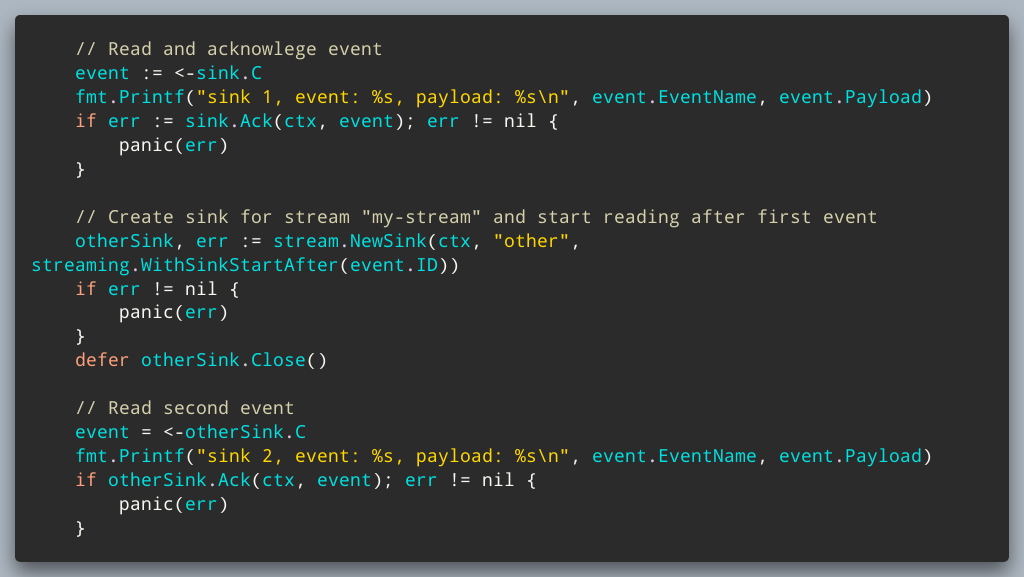 // Read and acknowlege event
event := <-sink.C
fmt.Printf("sink 1, event: %s, payload: %s\n", event.EventName, event.Payload)
if err := sink.Ack(ctx, event); err != nil {
panic(err)
}
// Create sink for stream "my-stream" and start reading after first event
otherSink, err := stream.NewSink(ctx, "other",
streaming.WithSinkStartAfter(event.ID))
if err != nil {
panic(err)
}
defer otherSink.Close()
// Read second event
event = <-otherSink.C
fmt.Printf("sink 2, event: %s, payload: %s\n", event.EventName, event.Payload)
if otherSink.Ack(ctx, event); err != nil {
panic(err)
}